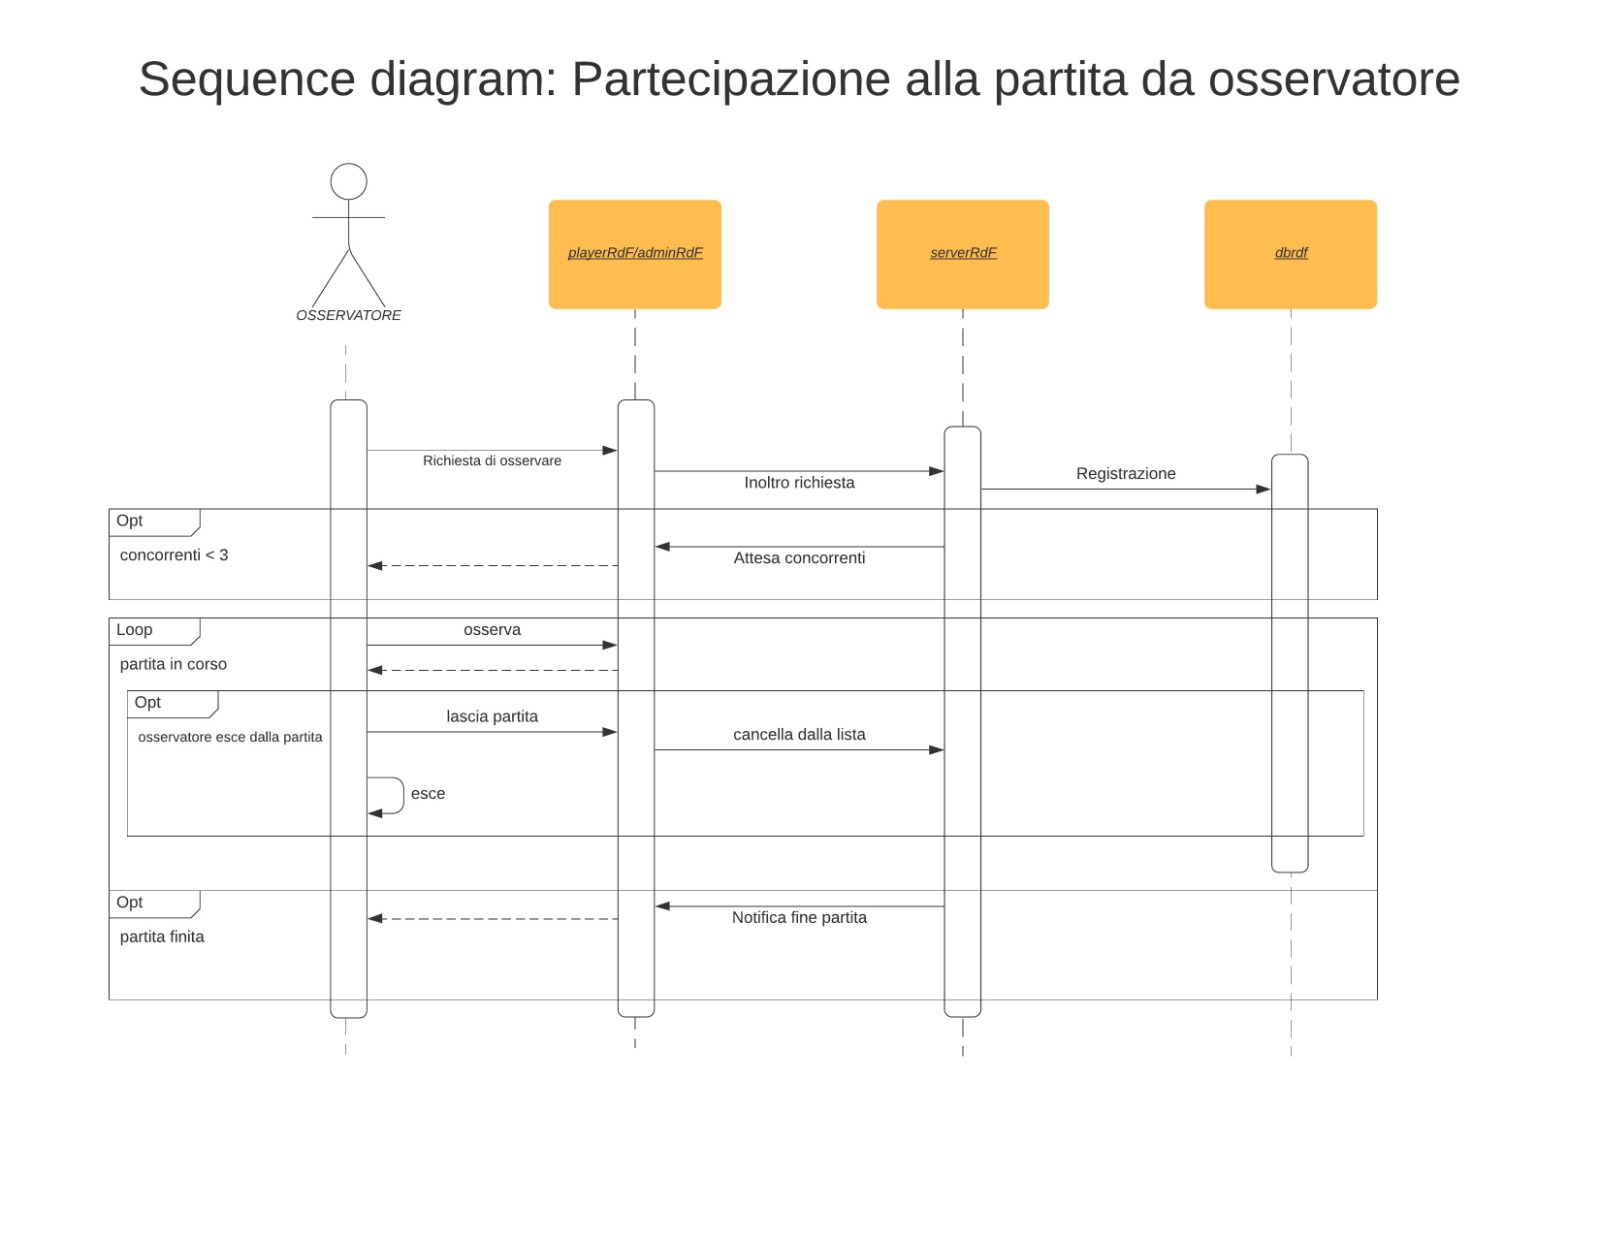 Sequence diagram: Partecipazione alla partita da osservatore
OSSERVATORE
playerRdF/adminRdF
serverRdF
dbrdf
Richiesta di osservare
Inoltro richiesta
Registrazione
Opt
concorrenti < 3
Attesa concorrenti
Loop
osserva
partita in corso
Opt
lascia partita
osservatore esce dalla partita
cancella dalla lista
esce
Opt
Notifica fine partita
partita finita